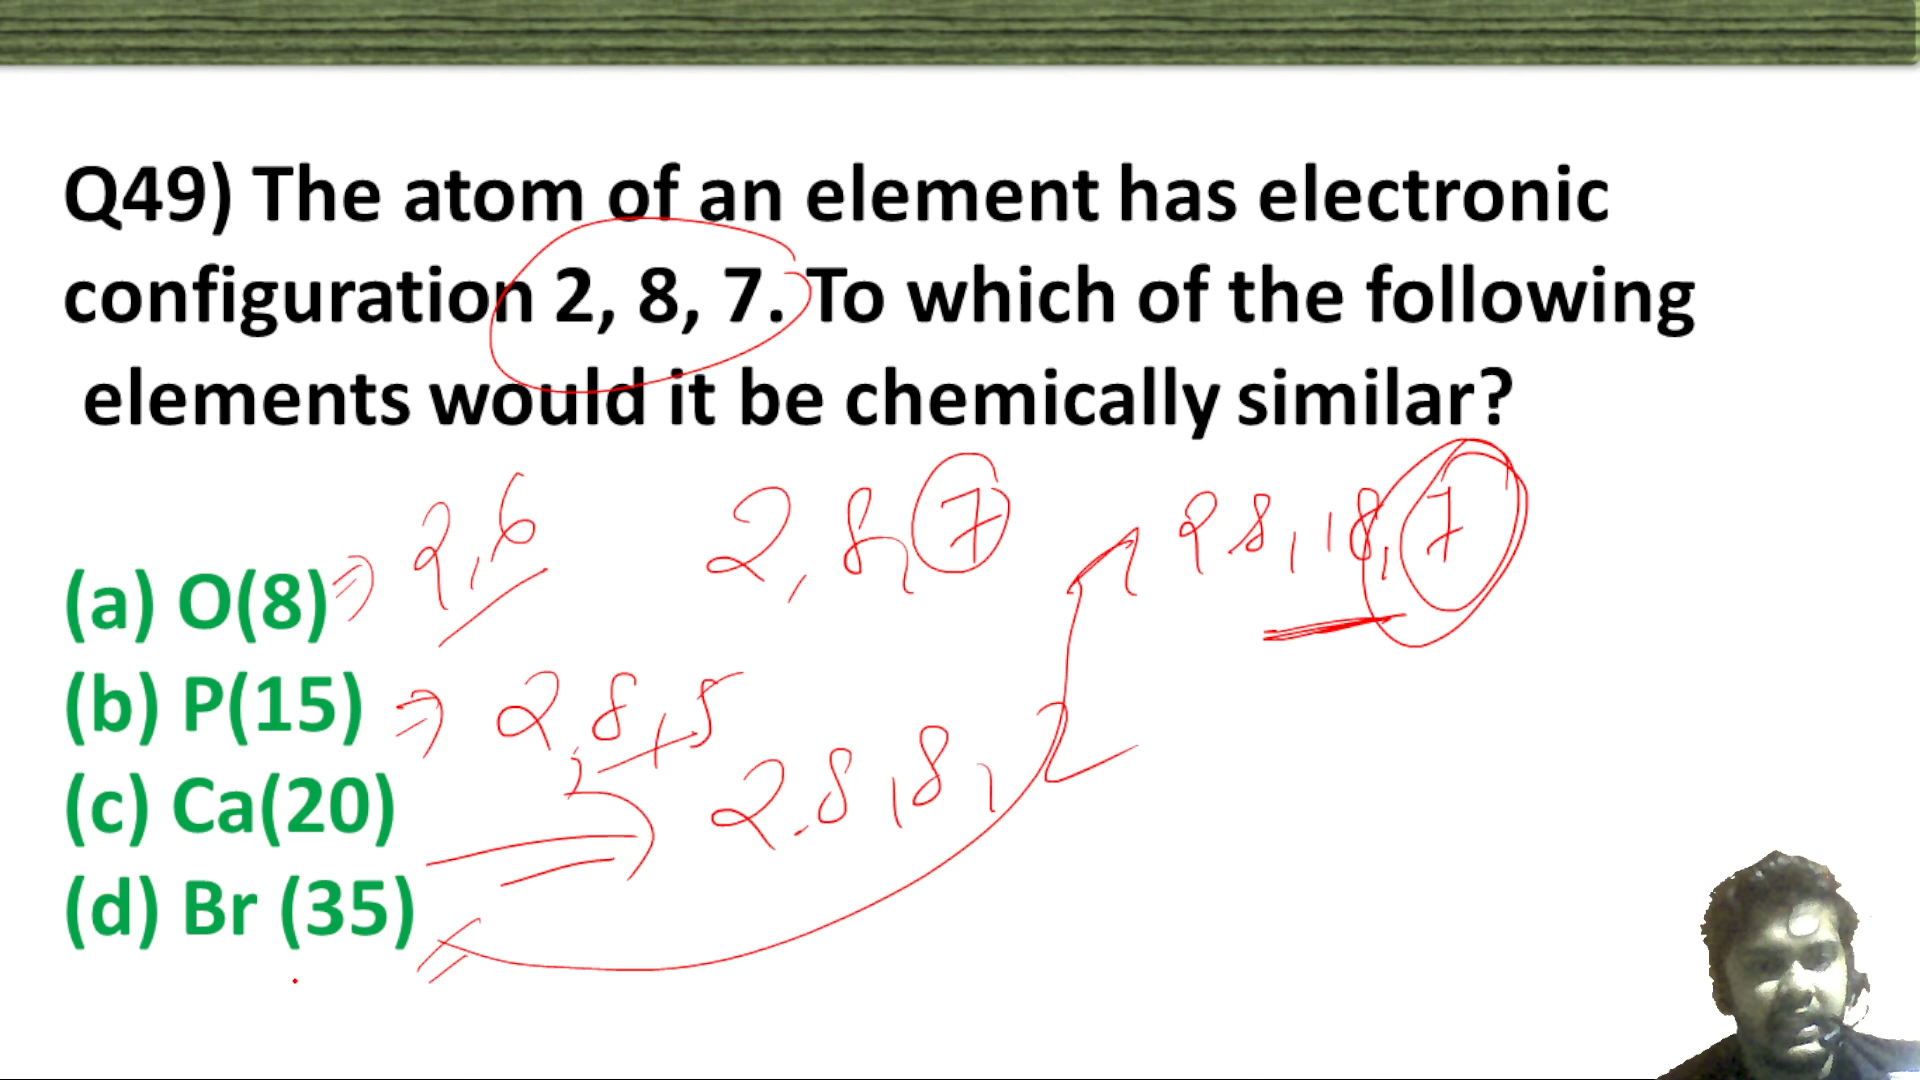 Q49) The atom of an element has electronic
configuration 2, 8, 7. To which of the following
elements would it be chemically similar?
2,6
2,8,7
28,18,7
(a) O(8)⇒
(b) P(15) ⇒ 2,8,5
(c) Ca(20)
2.8,8,2
(d) Br (35)